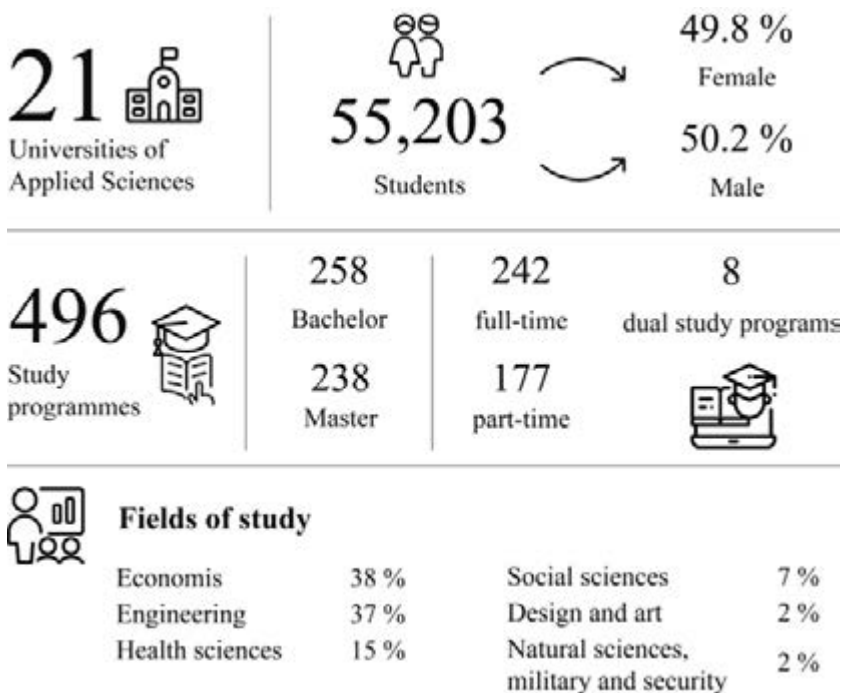 21
Universities of
Applied Sciences
55,203
Students
49.8 %
Female
50.2 %
Male
496
Study
programmes
258
Bachelor
238
Master
242
full-time
177
part-time
8
dual study programs
Fields of study
Economis 38 %
Engineering 37 %
Health sciences 15 %
Social sciences 7 %
Design and art 2 %
Natural sciences,
military and security 2 %